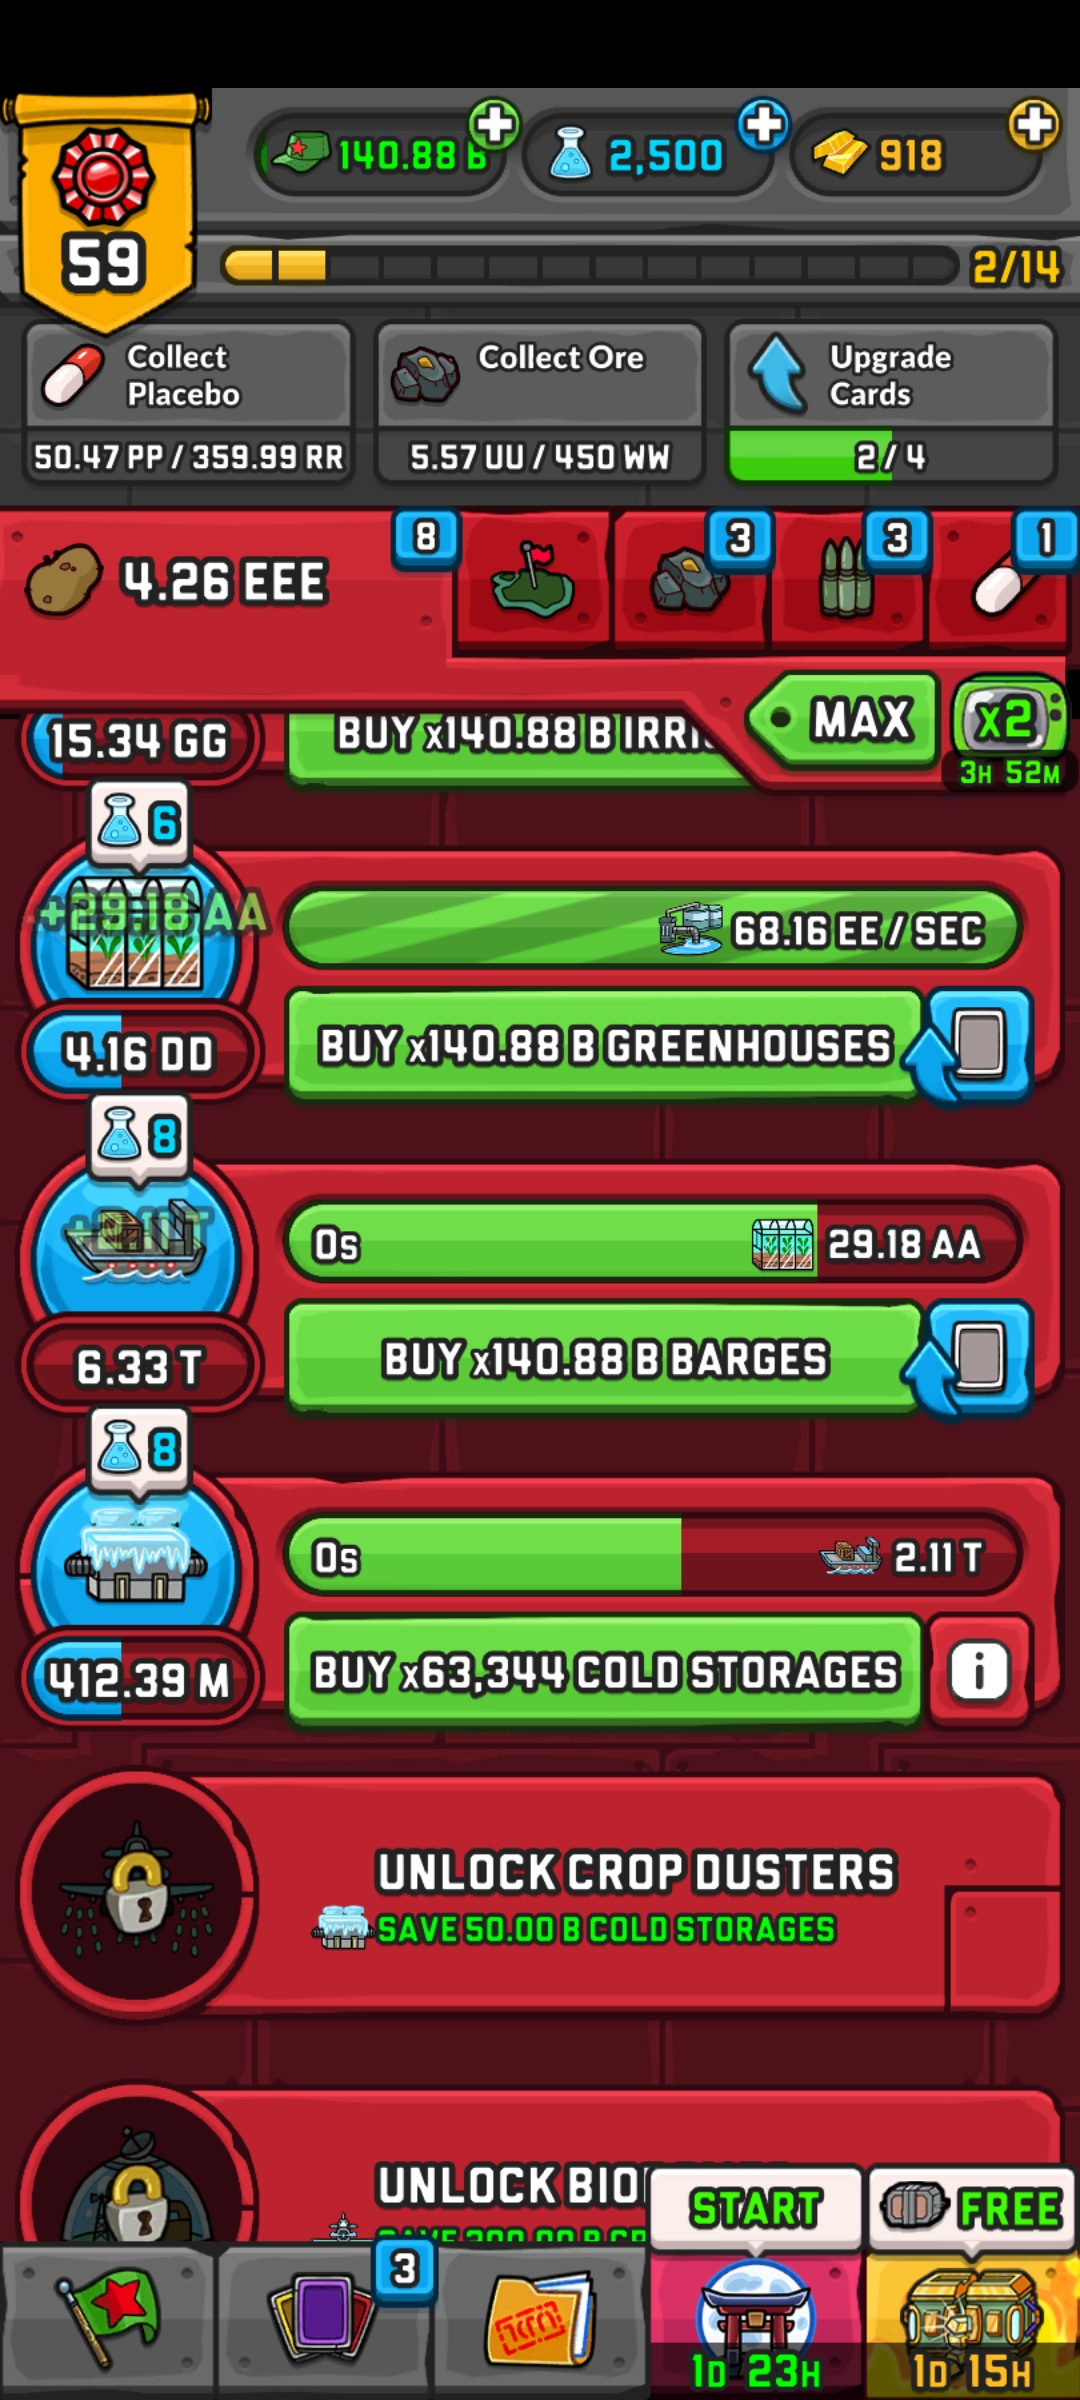 140.88 B
2,500
918
59
2/14
Collect
Placebo
50.47 PP / 359.99 RR
Collect Ore
5.57 UU / 450 WW
Upgrade
Cards
2 / 4
4.26 EEE
8
3
3
1
MAX
x2
3H 52M
15.34 GG
BUY x140.88 B
6
+29.18 AA
68.16 EE / SEC
4.16 DD
BUY x140.88 B GREENHOUSES
8
0s
29.18 AA
6.33 T
BUY x140.88 B BARGES
8
0s
2.11 T
412.39 M
BUY x63,344 COLD STORAGES
i
UNLOCK CROP DUSTERS
SAVE 50.00 B COLD STORAGES
UNLOCK
START
FREE
3
1D 23H
1D 15H